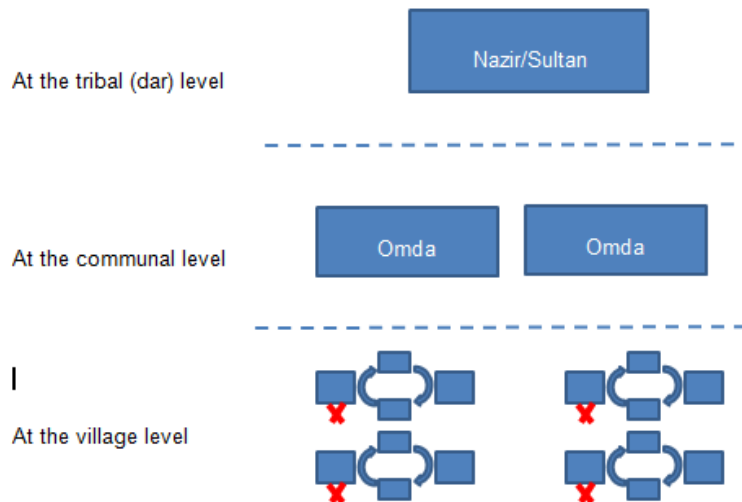 Nazir/Sultan
At the tribal (dar) level
Omda
Omda
At the communal level
At the village level